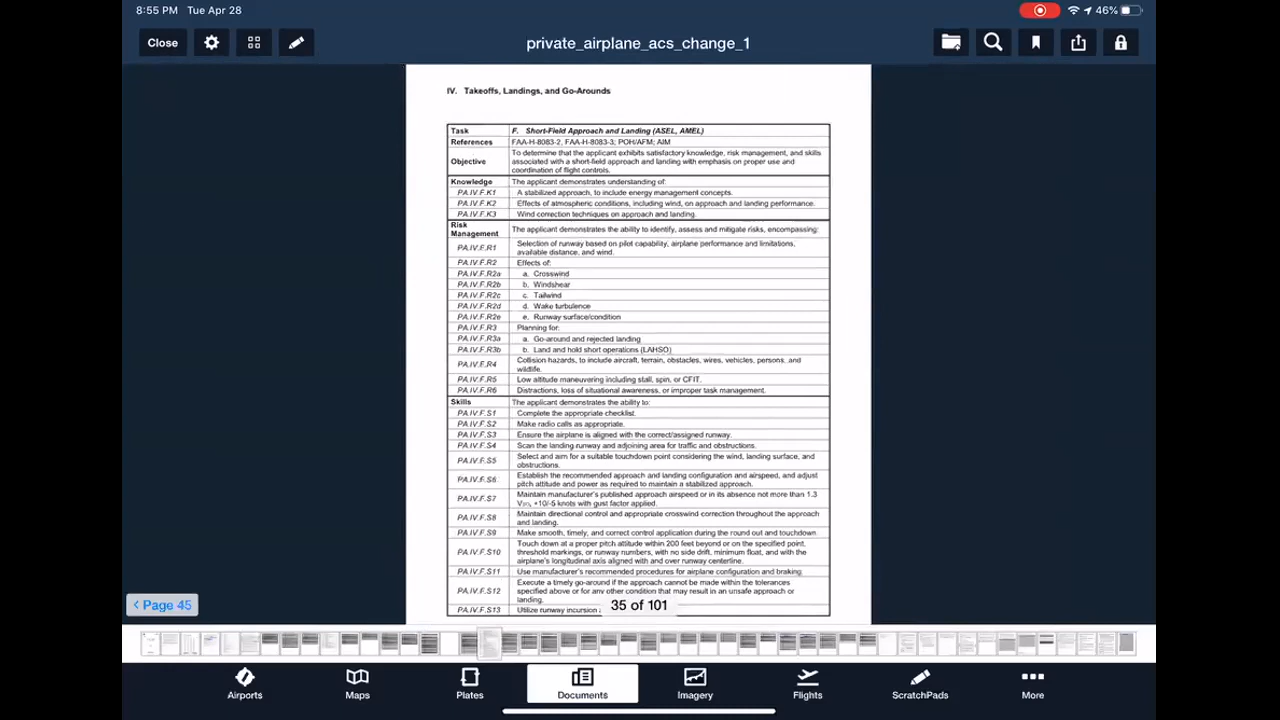 8:55 PM Tue Apr 28
46%
Close
private_airplane_acs_change_1
IV. Takeoffs, Landings, and Go-Arounds
Task F. Short-Field Approach and Landing (ASEL, AMEL)
References FAA-H-8083-2, FAA-H-8083-3; POH/AFM; AIM
Objective To determine that the applicant exhibits satisfactory knowledge, risk management, and skills
associated with a short-field approach and landing with emphasis on proper use and
coordination of flight controls.
Knowledge The applicant demonstrates understanding of:
PA.IV.F.K1 A stabilized approach, to include energy management concepts.
PA.IV.F.K2 Effects of atmospheric conditions, including wind, on approach and landing performance.
PA.IV.F.K3 Wind correction techniques on approach and landing.
Risk
Management The applicant demonstrates the ability to identify, assess and mitigate risks, encompassing:
PA.IV.F.R1 Selection of runway based on pilot capability, airplane performance and limitations,
available distance, and wind.
PA.IV.F.R2 Effects of:
PA.IV.F.R2a a. Crosswind
PA.IV.F.R2b b. Windshear
PA.IV.F.R2c c. Tailwind
PA.IV.F.R2d d. Wake turbulence
PA.IV.F.R2e e. Runway surface/condition
PA.IV.F.R3 Planning for:
PA.IV.F.R3a a. Go-around and rejected landing
PA.IV.F.R3b b. Land and hold short operations (LAHSO)
PA.IV.F.R4 Collision hazards, to include aircraft, terrain, obstacles, wires, vehicles, persons, and
wildlife.
PA.IV.F.R5 Low altitude maneuvering including stall, spin, or CFIT.
PA.IV.F.R6 Distractions, loss of situational awareness, or improper task management.
Skills The applicant demonstrates the ability to:
PA.IV.F.S1 Complete the appropriate checklist.
PA.IV.F.S2 Make radio calls as appropriate.
PA.IV.F.S3 Ensure the airplane is aligned with the correct/assigned runway.
PA.IV.F.S4 Scan the landing runway and adjoining area for traffic and obstructions.
PA.IV.F.S5 Select and aim for a suitable touchdown point considering the wind, landing surface, and
obstructions.
PA.IV.F.S6 Establish the recommended approach and landing configuration and airspeed, and adjust
pitch attitude and power as required to maintain a stabilized approach.
PA.IV.F.S7 Maintain manufacturer's published approach airspeed or in its absence not more than 1.3
VSO, +10/-5 knots with gust factor applied.
PA.IV.F.S8 Maintain directional control and appropriate crosswind correction throughout the approach
and landing.
PA.IV.F.S9 Make smooth, timely, and correct control application during the round out and touchdown.
PA.IV.F.S10 Touch down at a proper pitch attitude within 200 feet beyond or on the specified point,
threshold markings, or runway numbers, with no side drift, minimum float, and with the
airplane's longitudinal axis aligned with and over runway centerline.
PA.IV.F.S11 Use manufacturer's recommended procedures for airplane configuration and braking.
PA.IV.F.S12 Execute a timely go-around if the approach cannot be made within the tolerances
specified above or for any other condition that may result in an unsafe approach or
landing.
PA.IV.F.S13 Utilize runway incursion
35 of 101
Page 45
Airports
Maps
Plates
Documents
Imagery
Flights
ScratchPads
More